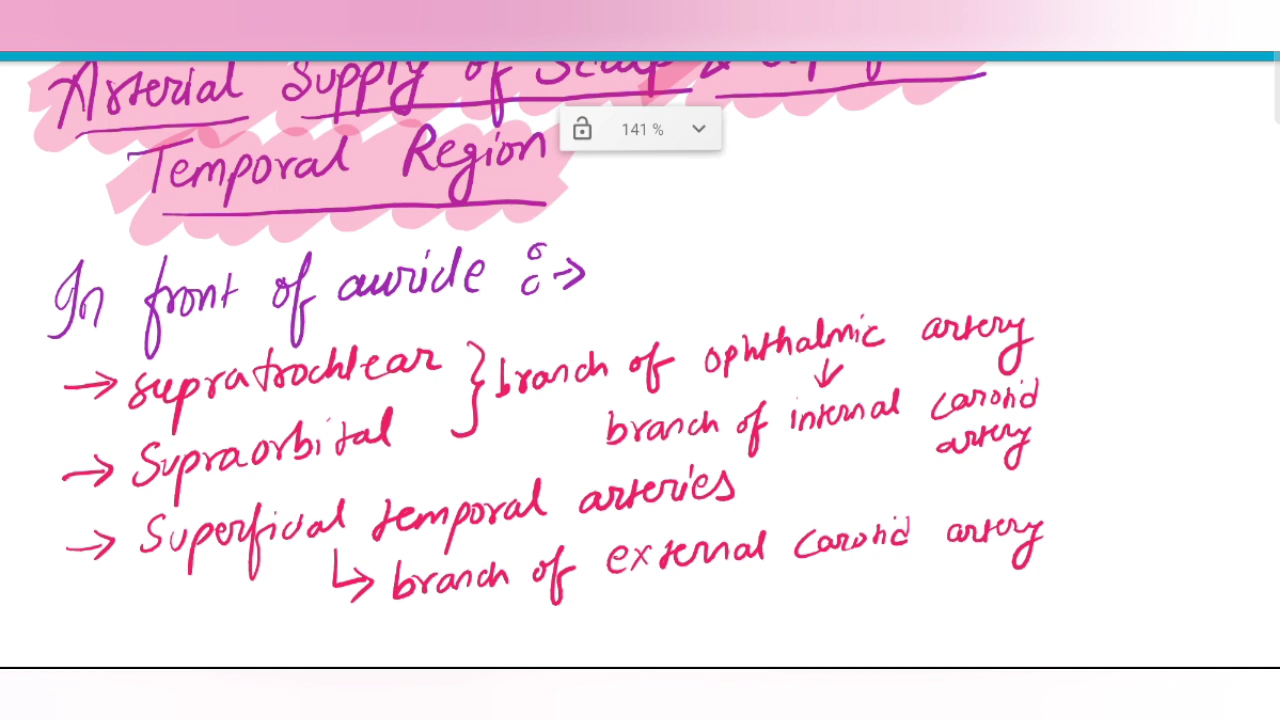 Arterial Supply of Scalp &
Temporal Region
141 %
In front of auricle :->
-> supratrochlear } branch of ophthalmic artery
↓
branch of internal carotid
artery
-> Supraorbital
-> Superficial temporal arteries
↳ branch of external carotid artery